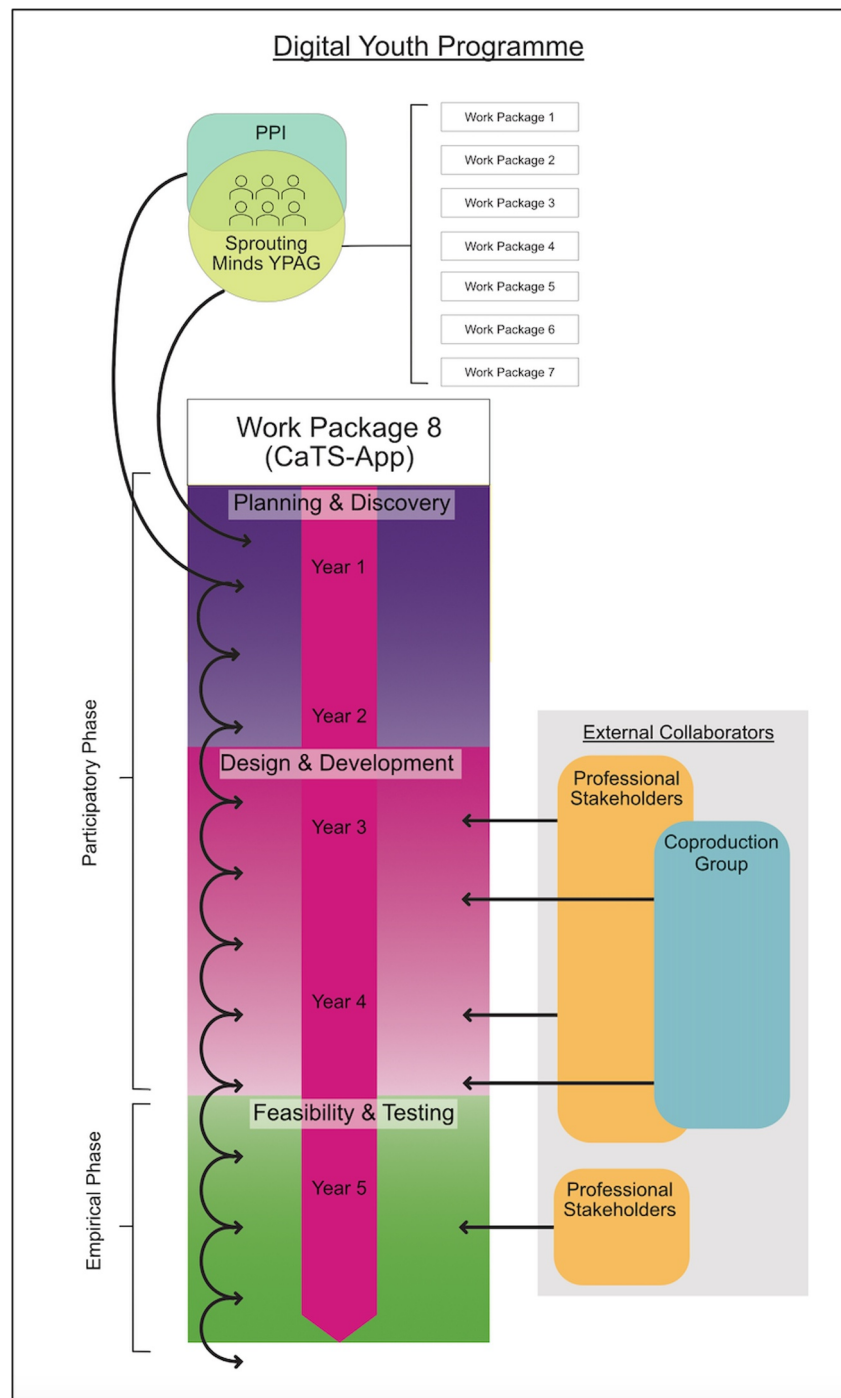 Digital Youth Programme
PPI
Sprouting
Minds YPAG
Work Package 1
Work Package 2
Work Package 3
Work Package 4
Work Package 5
Work Package 6
Work Package 7
Work Package 8
(CaTS-App)
Participatory Phase
Planning & Discovery
Year 1
Year 2
Design & Development
Year 3
Year 4
External Collaborators
Professional
Stakeholders
Coproduction
Group
Empirical Phase
Feasibility & Testing
Year 5
Professional
Stakeholders